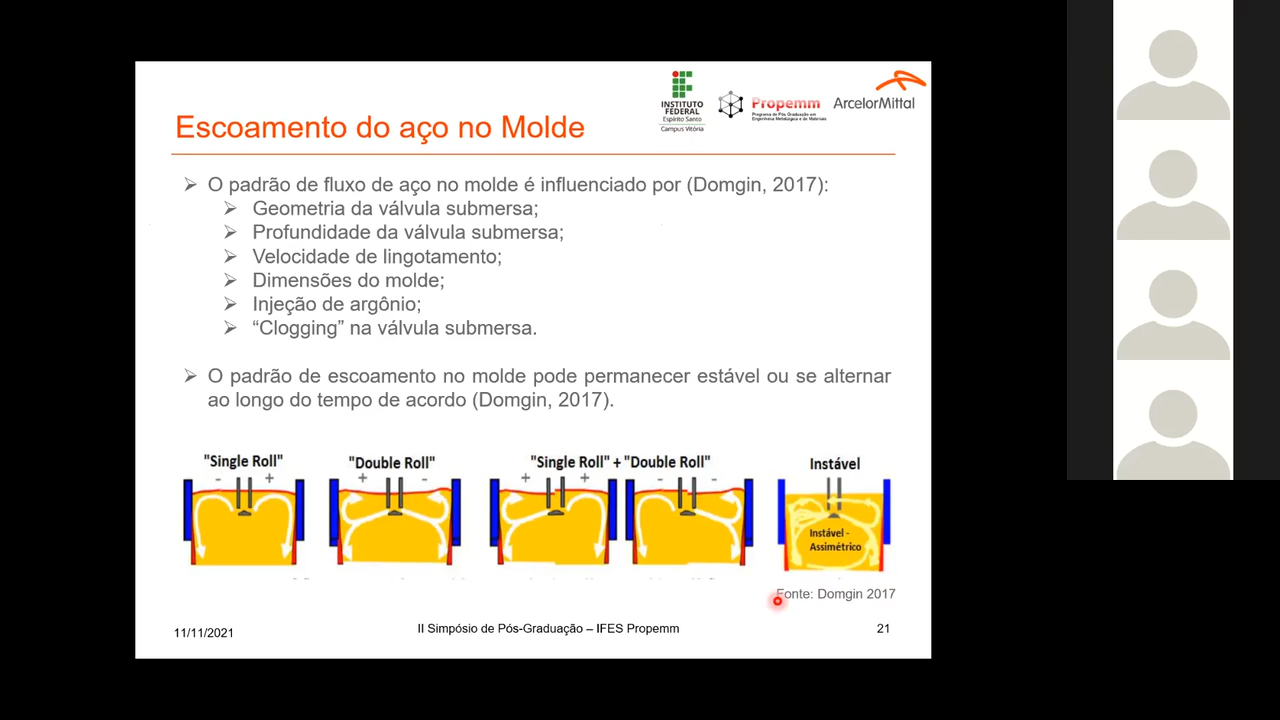 INSTITUTO
FEDERAL
Espírito Santo
Campus Vitória
Propemm
Programa de Pós-Graduação em
Engenharia Metalúrgica e de Materiais
ArcelorMittal
Escoamento do aço no Molde
O padrão de fluxo de aço no molde é influenciado por (Domgin, 2017):
Geometria da válvula submersa;
Profundidade da válvula submersa;
Velocidade de lingotamento;
Dimensões do molde;
Injeção de argônio;
“Clogging” na válvula submersa.
O padrão de escoamento no molde pode permanecer estável ou se alternar
ao longo do tempo de acordo (Domgin, 2017).
"Single Roll" "Double Roll" "Single Roll" + "Double Roll" Instável
- + + - + + - -
Instável -
Assimétrico
Fonte: Domgin 2017
11/11/2021 II Simpósio de Pós-Graduação – IFES Propemm 21